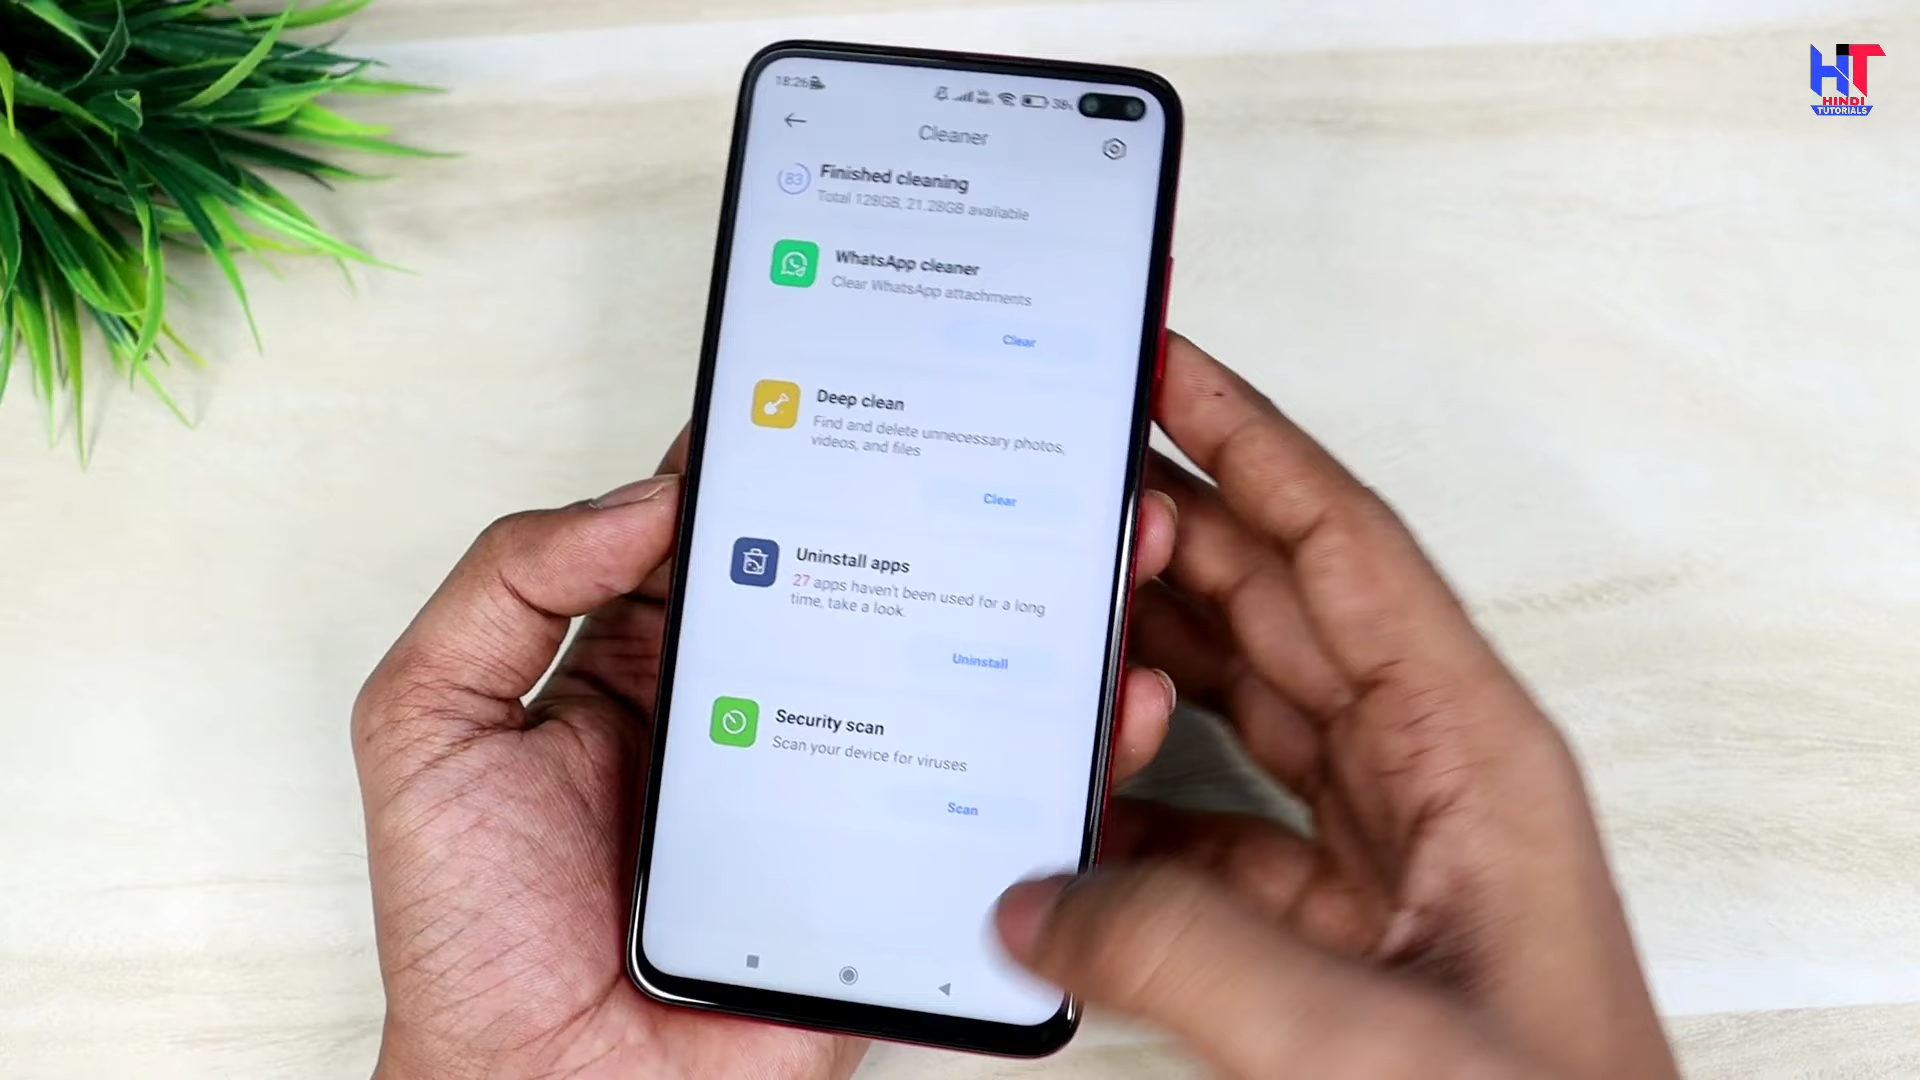 18:26
38%
Cleaner
83
Finished cleaning
Total 128GB, 21.28GB available
WhatsApp cleaner
Clear WhatsApp attachments
Clear
Deep clean
Find and delete unnecessary photos,
videos, and files
Clear
Uninstall apps
27 apps haven't been used for a long
time, take a look.
Uninstall
Security scan
Scan your device for viruses
Scan
HT
HINDI
TUTORIALS